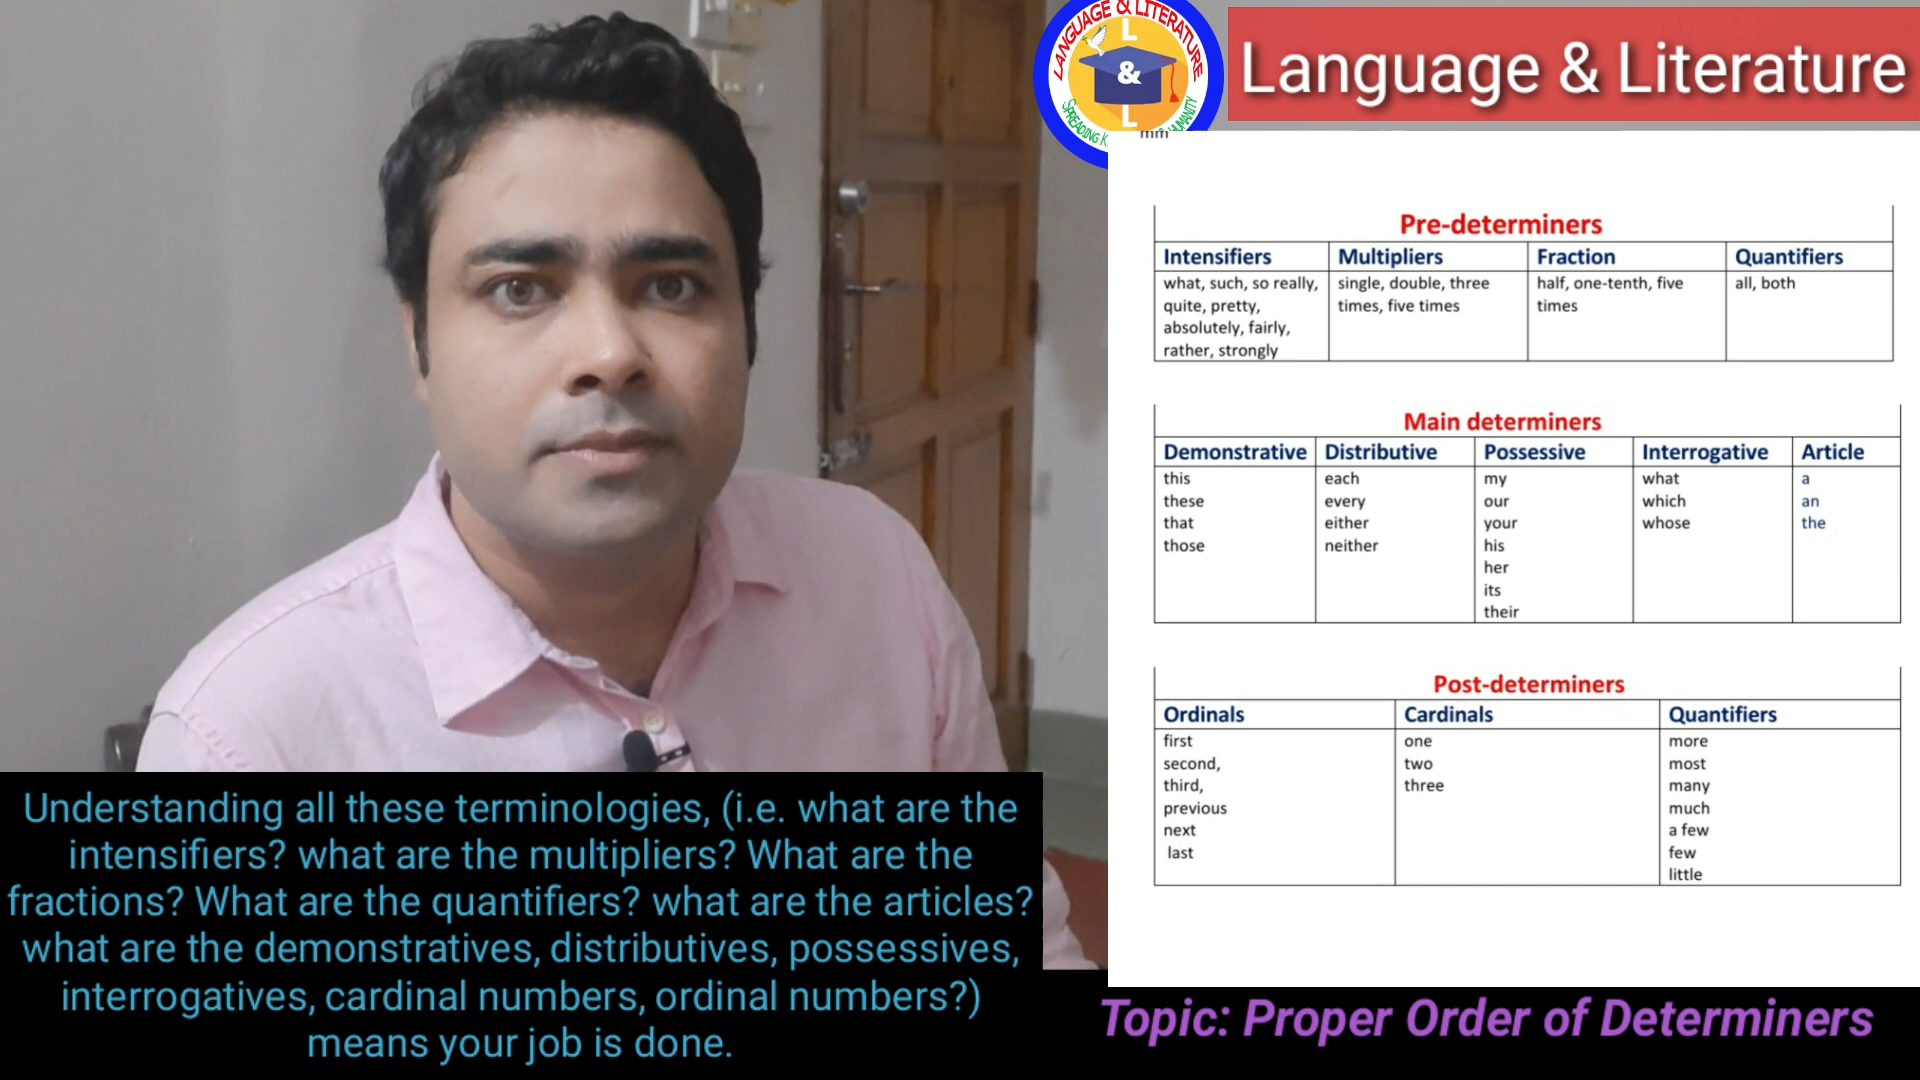 LANGUAGE & LITERATURE
L
&
L
SPREADING
HUMANITY
Language & Literature
mm
Pre-determiners
Intensifiers Multipliers Fraction Quantifiers
what, such, so really, single, double, three half, one-tenth, five all, both
quite, pretty, times, five times times
absolutely, fairly,
rather, strongly
Main determiners
Demonstrative Distributive Possessive Interrogative Article
this each my what a
these every our which an
that either your whose the
those neither his
her
its
their
Post-determiners
Ordinals Cardinals Quantifiers
first one more
second, two most
third, three many
previous much
next a few
last few
little
Understanding all these terminologies, (i.e. what are the
intensifiers? what are the multipliers? What are the
fractions? What are the quantifiers? what are the articles?
what are the demonstratives, distributives, possessives,
interrogatives, cardinal numbers, ordinal numbers?)
means your job is done.
Topic: Proper Order of Determiners